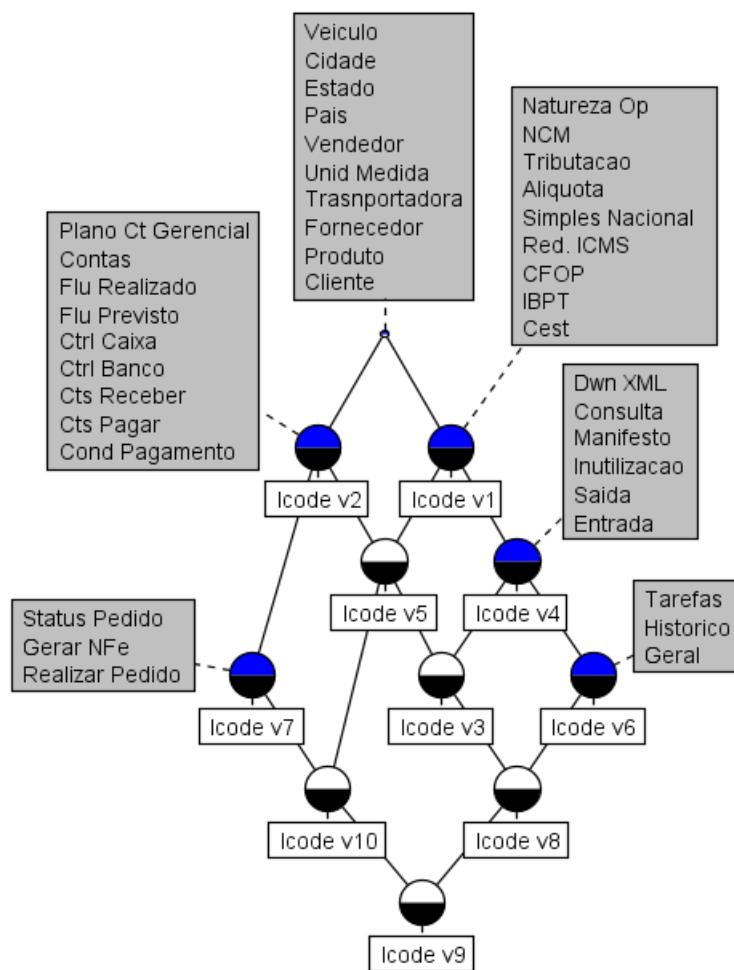 Veiculo
Cidade
Estado
Pais
Vendedor
Unid Medida
Trasnportadora
Fornecedor
Produto
Cliente
Natureza Op
NCM
Tributacao
Aliquota
Simples Nacional
Red. ICMS
CFOP
IBPT
Cest
Plano Ct Gerencial
Contas
Flu Realizado
Flu Previsto
Ctrl Caixa
Ctrl Banco
Cts Receber
Cts Pagar
Cond Pagamento
Dwn XML
Consulta
Manifesto
Inutilizacao
Saida
Entrada
Icode v2
Icode v1
Status Pedido
Gerar NFe
Realizar Pedido
Tarefas
Historico
Geral
Icode v5
Icode v4
Icode v7
Icode v3
Icode v6
Icode v10
Icode v8
Icode v9